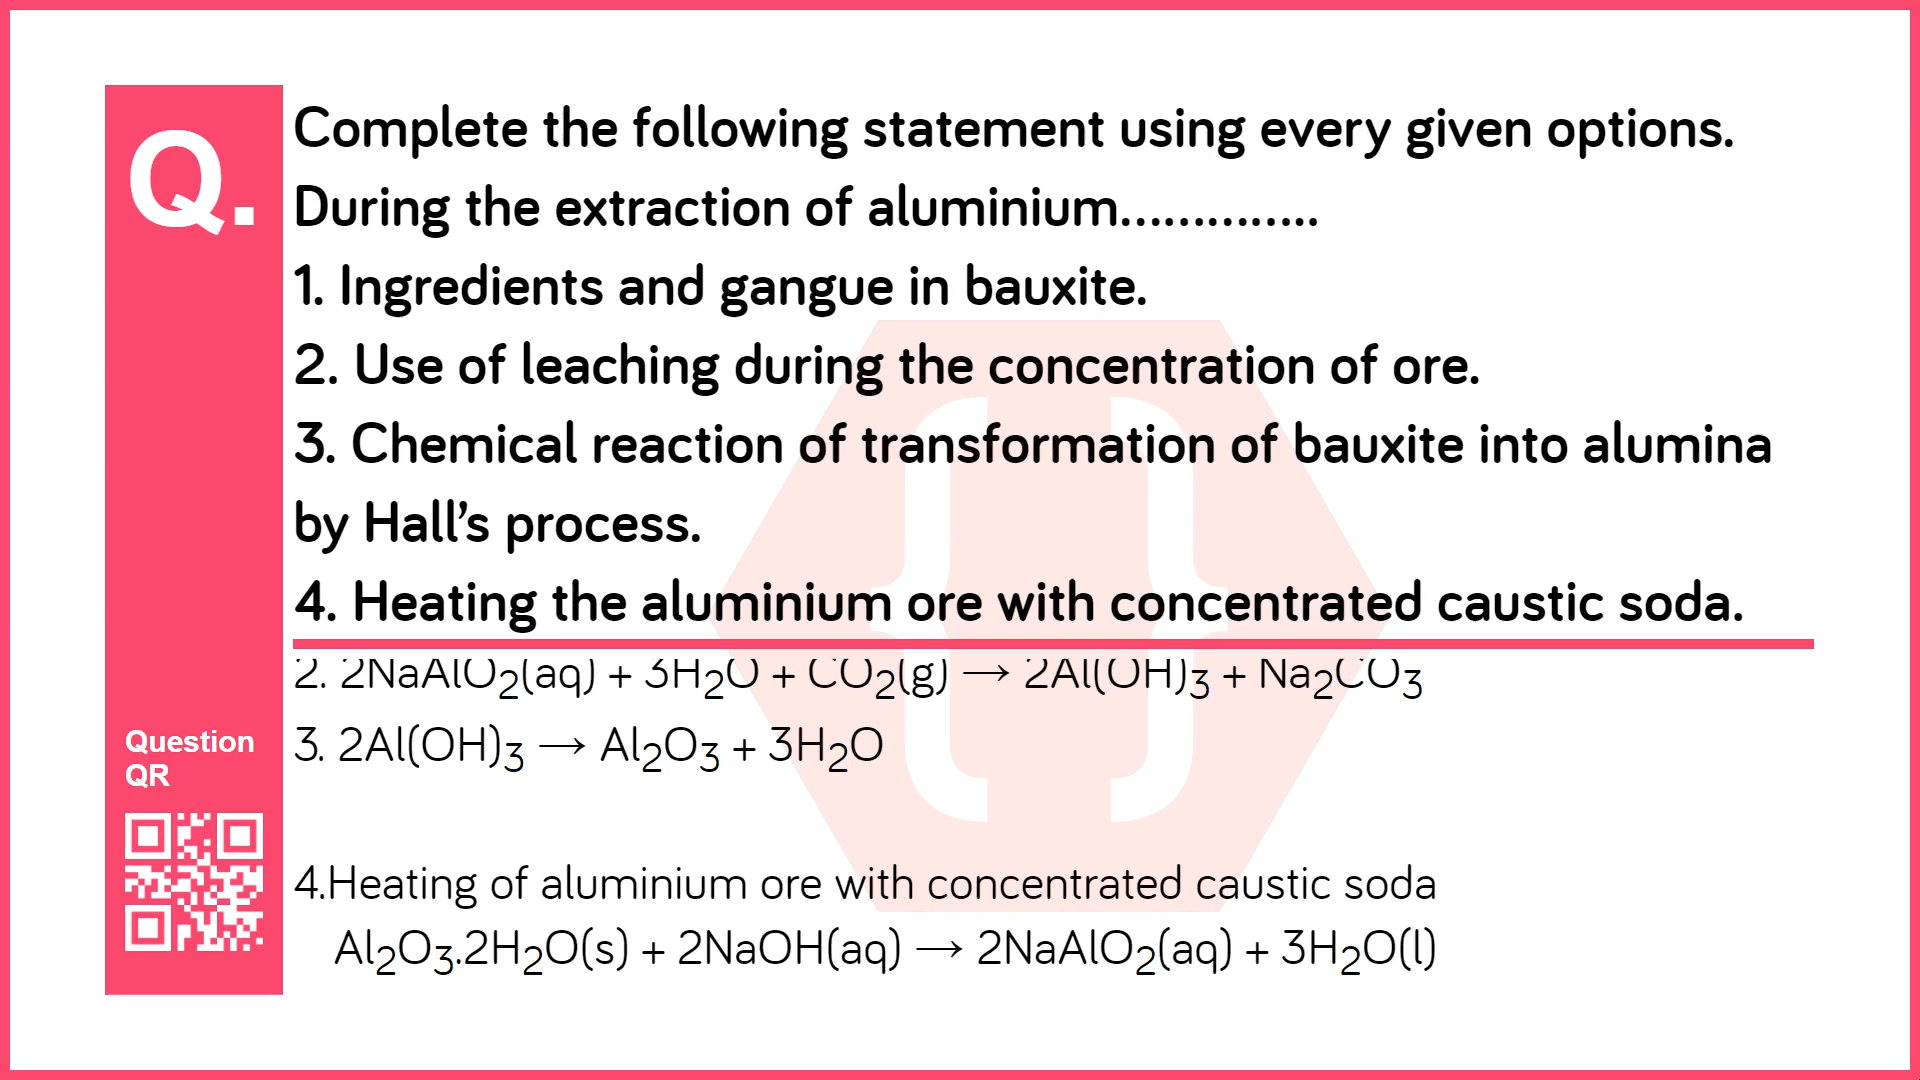 Q.
Complete the following statement using every given options.
During the extraction of aluminium..............
1. Ingredients and gangue in bauxite.
2. Use of leaching during the concentration of ore.
3. Chemical reaction of transformation of bauxite into alumina
by Hall’s process.
4. Heating the aluminium ore with concentrated caustic soda.
2. 2NaAlO₂(aq) + 3H₂O + CO₂(g) → 2Al(OH)₃ + Na₂CO₃
3. 2Al(OH)₃ → Al₂O₃ + 3H₂O
4.Heating of aluminium ore with concentrated caustic soda
Al₂O₃.2H₂O(s) + 2NaOH(aq) → 2NaAlO₂(aq) + 3H₂O(l)
Question
QR